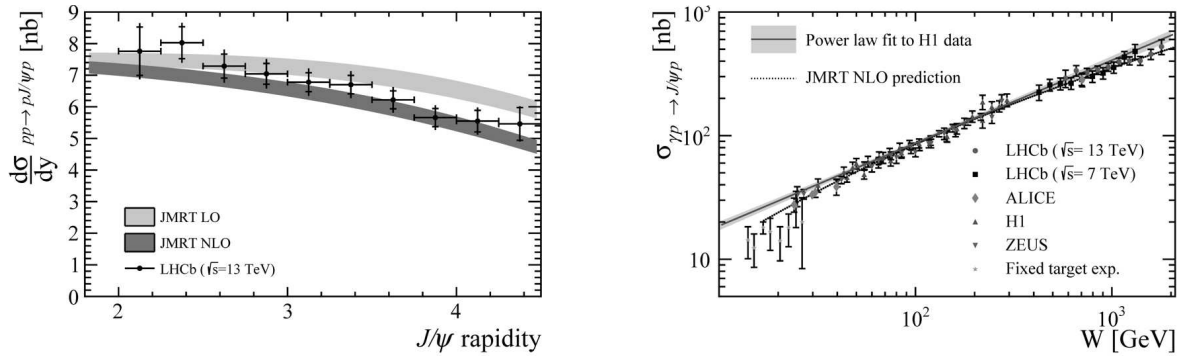 dσ/dy pp → pJ/ψp [nb]
9
8
7
6
5
4
3
2
1
0
JMRT LO
JMRT NLO
LHCb (√s=13 TeV)
2
3
4
J/ψ rapidity
σ γp → J/ψp [nb]
10³
10²
10
Power law fit to H1 data
JMRT NLO prediction
LHCb (√s= 13 TeV)
LHCb (√s= 7 TeV)
ALICE
H1
ZEUS
Fixed target exp.
10²
10³
W [GeV]